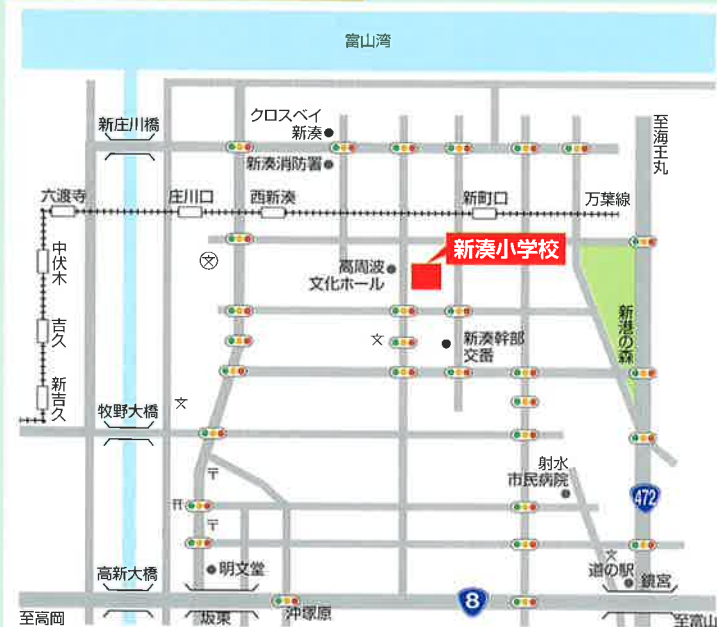 富山湾
クロスベイ
新湊
新庄川橋
新湊消防署
至海王丸
六渡寺
庄川口
西新湊
新町口
万葉線
新湊小学校
中伏木
高周波
文化ホール
新港の森
吉久
新湊幹部
交番
新吉久
牧野大橋
射水
市民病院
472
道の駅
鏡宮
高新大橋
明文堂
8
至高岡
坂東
沖塚原
至富山